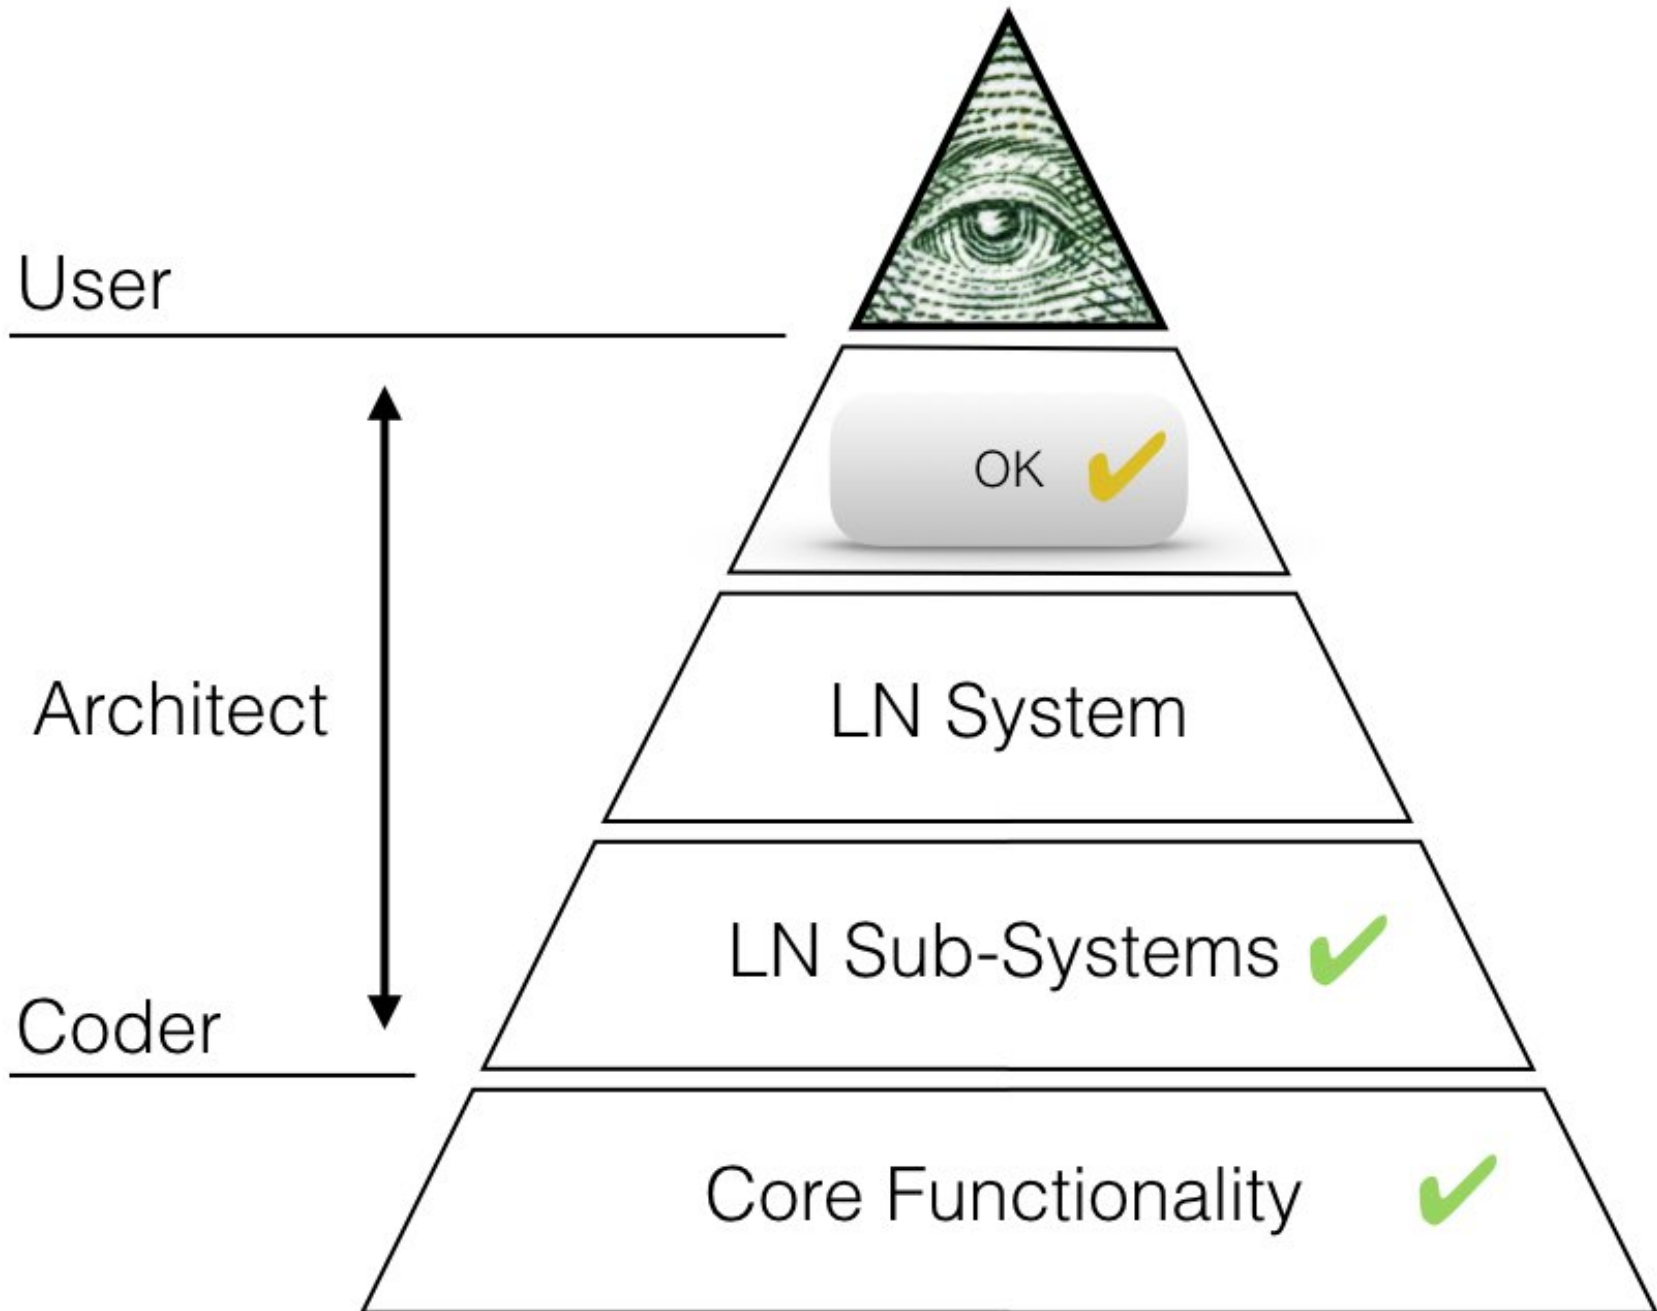 User
OK
Architect
LN System
LN Sub-Systems
Coder
Core Functionality